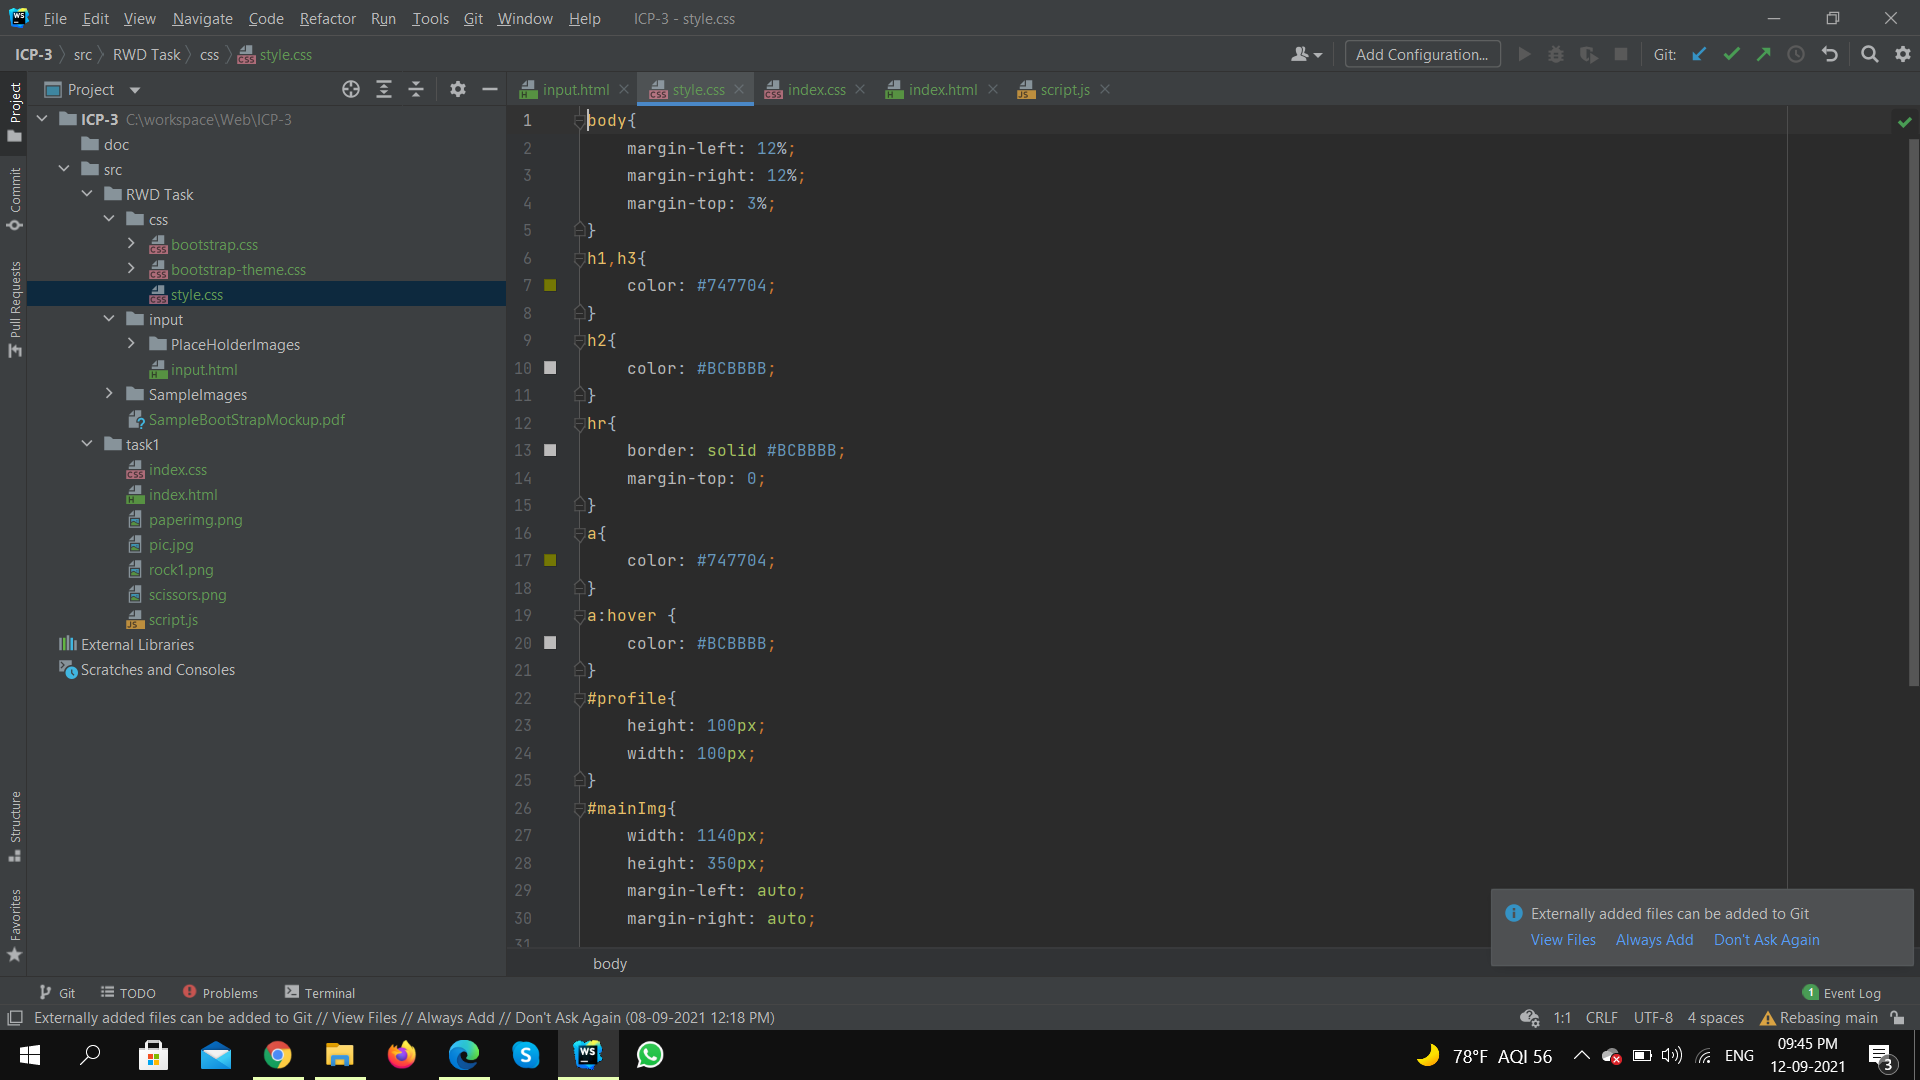 File Edit View Navigate Code Refactor Run Tools Git Window Help ICP-3 - style.css
ICP-3 src RWD Task css style.css Add Configuration... Git:
Project input.html style.css index.css index.html script.js
Project
Commit
Pull Requests
Structure
Favorites
ICP-3 C:\workspace\Web\ICP-3
doc
src
RWD Task
css
bootstrap.css
bootstrap-theme.css
style.css
input
PlaceHolderImages
input.html
SampleImages
SampleBootStrapMockup.pdf
task1
index.css
index.html
paperimg.png
pic.jpg
rock1.png
scissors.png
script.js
External Libraries
Scratches and Consoles
1 body{
2 margin-left: 12%;
3 margin-right: 12%;
4 margin-top: 3%;
5 }
6 h1,h3{
7 color: #747704;
8 }
9 h2{
10 color: #BCBBBB;
11 }
12 hr{
13 border: solid #BCBBBB;
14 margin-top: 0;
15 }
16 a{
17 color: #747704;
18 }
19 a:hover {
20 color: #BCBBBB;
21 }
22 #profile{
23 height: 100px;
24 width: 100px;
25 }
26 #mainImg{
27 width: 1140px;
28 height: 350px;
29 margin-left: auto;
30 margin-right: auto;
31
body
Externally added files can be added to Git
View Files Always Add Don't Ask Again
Git TODO Problems Terminal 1 Event Log
Externally added files can be added to Git // View Files // Always Add // Don't Ask Again (08-09-2021 12:18 PM) 1:1 CRLF UTF-8 4 spaces Rebasing main
78°F AQI 56 ENG 09:45 PM
12-09-2021 3